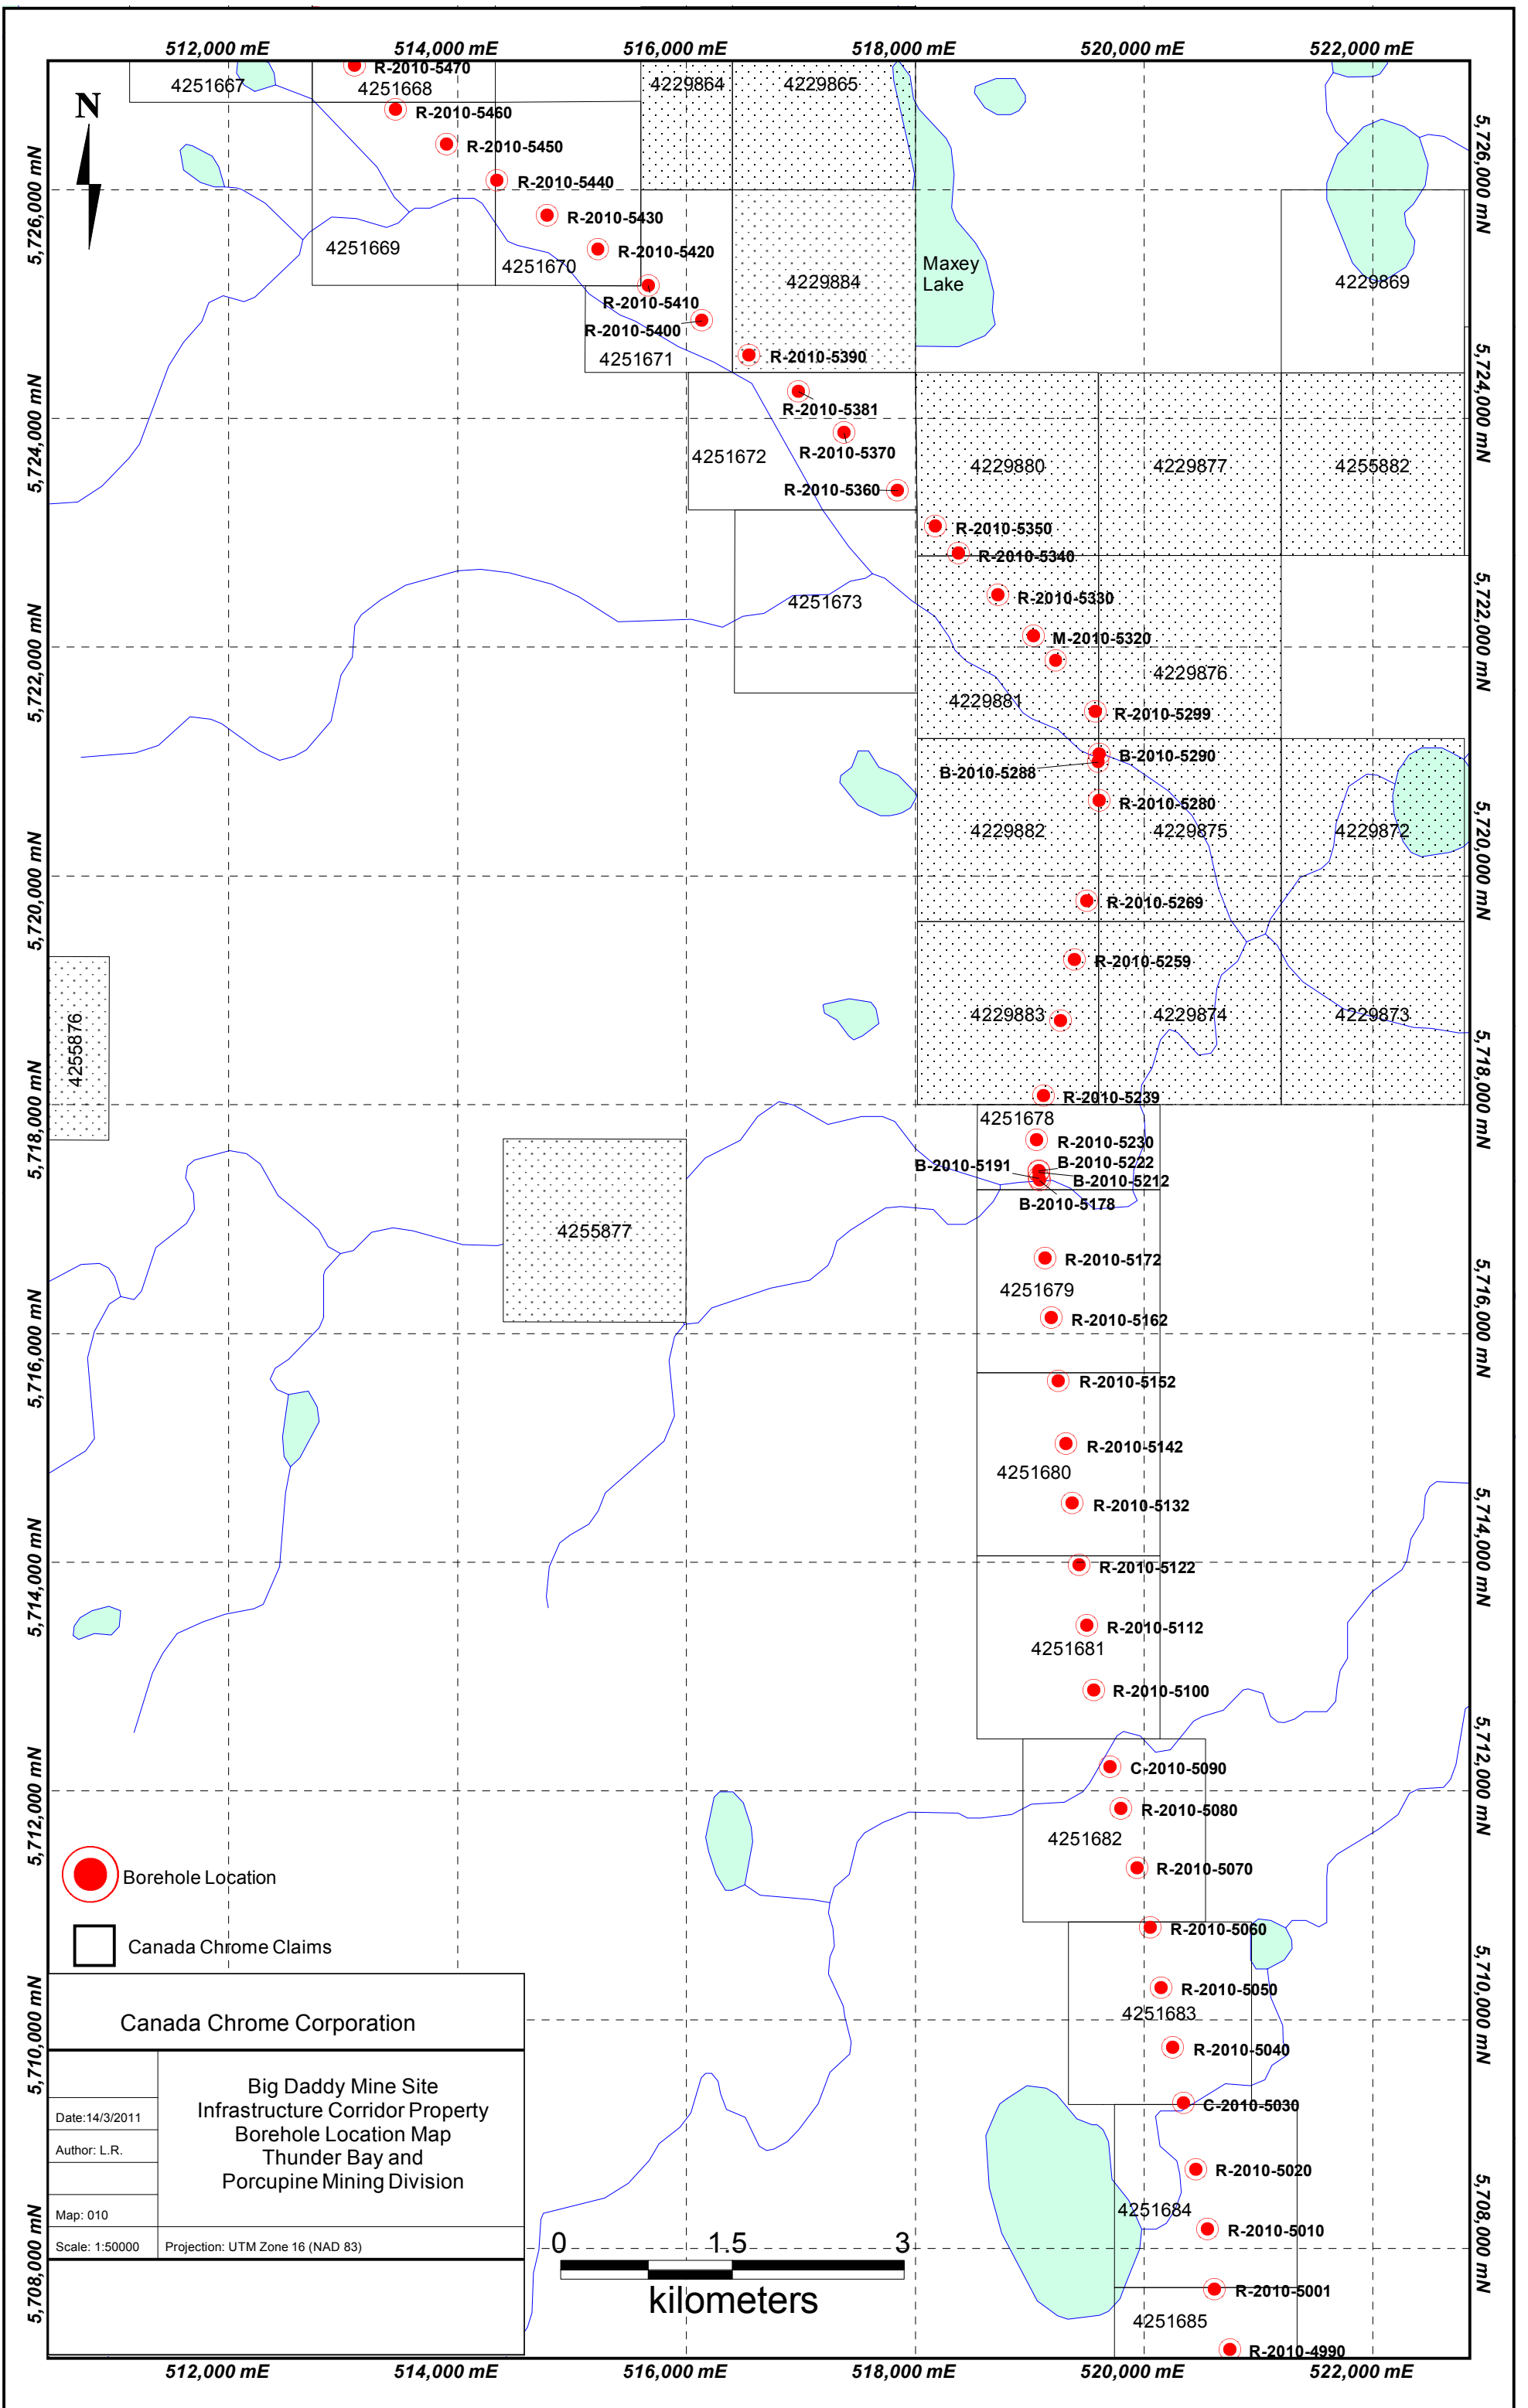 512,000 mE 514,000 mE 516,000 mE 518,000 mE 520,000 mE 522,000 mE
R-2010-5470
4251667
4251668
4229864
4229865
N
R-2010-5460
R-2010-5450
5,726,000 mN
5,726,000 mN
R-2010-5440
R-2010-5430
4251669
R-2010-5420
4251670
Maxey
Lake
4229884
4229869
R-2010-5410
R-2010-5400
4251671
R-2010-5390
R-2010-5381
5,724,000 mN
5,724,000 mN
R-2010-5370
4251672
4229880
4229877
4255882
R-2010-5360
R-2010-5350
R-2010-5340
R-2010-5330
4251673
M-2010-5320
5,722,000 mN
5,722,000 mN
4229876
4229881
R-2010-5299
B-2010-5290
B-2010-5288
R-2010-5280
4229882
4229875
4229872
5,720,000 mN
5,720,000 mN
R-2010-5269
R-2010-5259
4229883
4229874
4229873
4255876
R-2010-5239
5,718,000 mN
5,718,000 mN
4251678
R-2010-5230
B-2010-5222
B-2010-5191
B-2010-5212
B-2010-5178
4255877
R-2010-5172
4251679
R-2010-5162
5,716,000 mN
5,716,000 mN
R-2010-5152
R-2010-5142
4251680
R-2010-5132
5,714,000 mN
5,714,000 mN
R-2010-5122
R-2010-5112
4251681
R-2010-5100
C-2010-5090
5,712,000 mN
5,712,000 mN
R-2010-5080
4251682
R-2010-5070
Borehole Location
R-2010-5060
Canada Chrome Claims
R-2010-5050
4251683
5,710,000 mN
5,710,000 mN
R-2010-5040
C-2010-5030
Canada Chrome Corporation
Big Daddy Mine Site
Infrastructure Corridor Property
Borehole Location Map
Thunder Bay and
Porcupine Mining Division
Date:14/3/2011
Author: L.R.
Map: 010
Scale: 1:50000
Projection: UTM Zone 16 (NAD 83)
R-2010-5020
4251684
R-2010-5010
5,708,000 mN
5,708,000 mN
0 1.5 3
kilometers
R-2010-5001
4251685
R-2010-4990
512,000 mE 514,000 mE 516,000 mE 518,000 mE 520,000 mE 522,000 mE